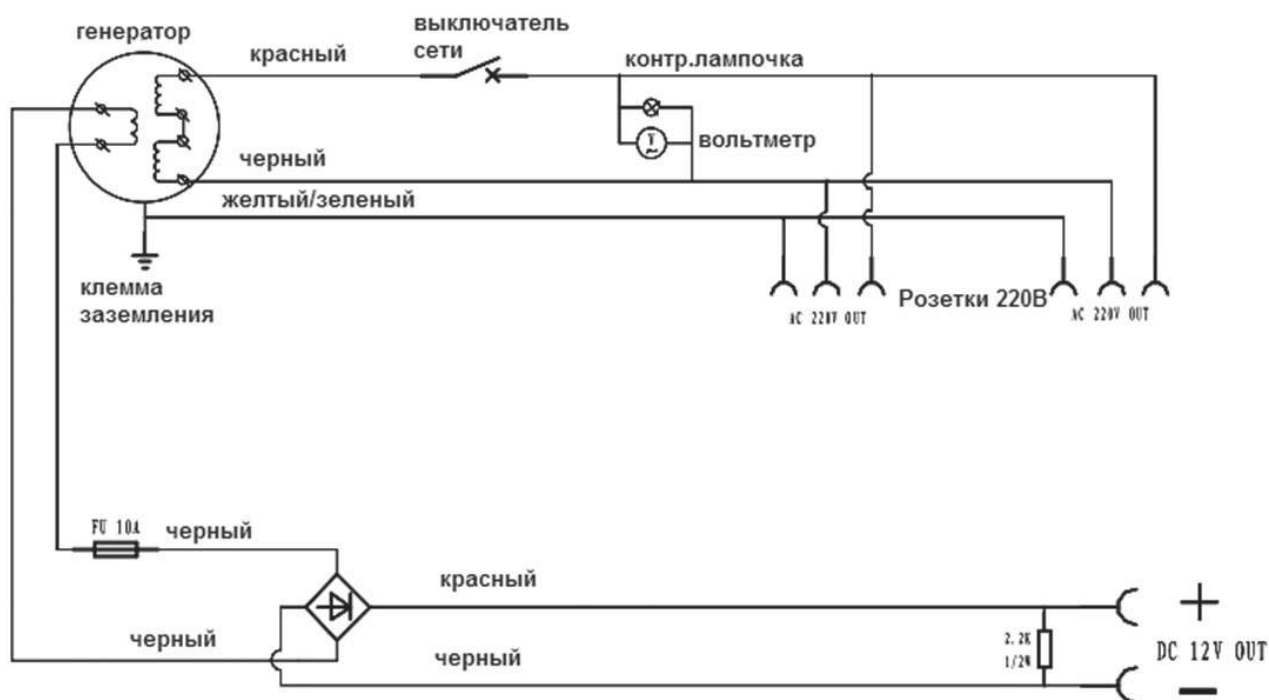 генератор
красный
выключатель
сети
контр.лампочка
вольтметр
черный
желтый/зеленый
клемма
заземления
AC 220V OUT
Розетки 220В
AC 220V OUT
FU 10A
черный
красный
черный
черный
2.2K
1/2W
+
DC 12V OUT
—